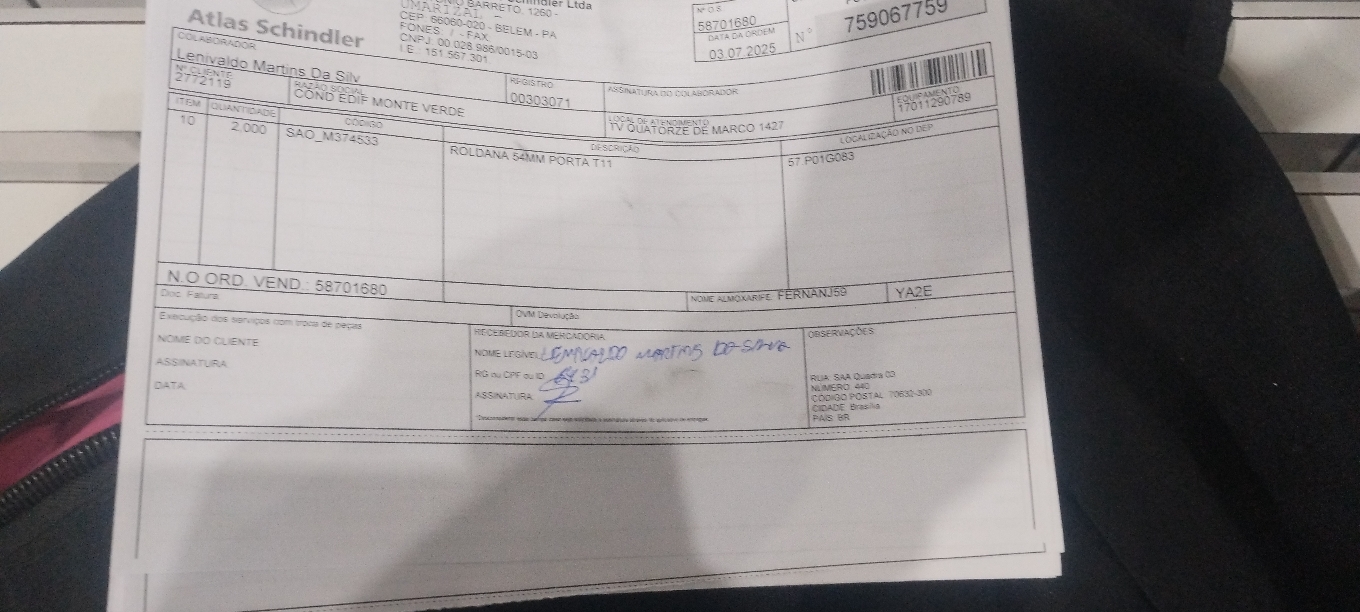 BARRETO, 1260 -
UMARIZAL -
CEP: 66060-020 - BELEM - PA
FONES: / - FAX:
CNPJ: 00.028.986/0015-03
I.E.: 151.567.301
Atlas Schindler
Nº O.S.
58701680
DATA DA ORDEM
03.07.2025
Nº
759067759
COLABORADOR
Lenivaldo Martins Da Silv
REGISTRO
00303071
ASSINATURA DO COLABORADOR
Nº CLIENTE
2772119
RAZÃO SOCIAL
COND EDIF MONTE VERDE
LOCAL DE ATENDIMENTO
TV QUATORZE DE MARCO 1427
EQUIPAMENTO
17011290789
ITEM QUANTIDADE CÓDIGO DESCRIÇÃO LOCALIZAÇÃO NO DEP.
10 2,000 SAO_M374533 ROLDANA 54MM PORTA T11 57 P01G083
N.O ORD. VEND.: 58701680
NOME ALMOXARIFE: FERNANJ59 YA2E
Doc. Fatura:
OVM Devolução:
Execução dos serviços com troca de peças
NOME DO CLIENTE
ASSINATURA
DATA
RECEBEDOR DA MERCADORIA
NOME LEGÍVEL: LENIVALDO MARTINS DA SILVA
RG ou CPF ou ID:
ASSINATURA:
OBSERVAÇÕES:
RUA: SAA Quadra 03
NÚMERO: 440
CÓDIGO POSTAL: 70632-300
CIDADE: Brasília
PAÍS: BR